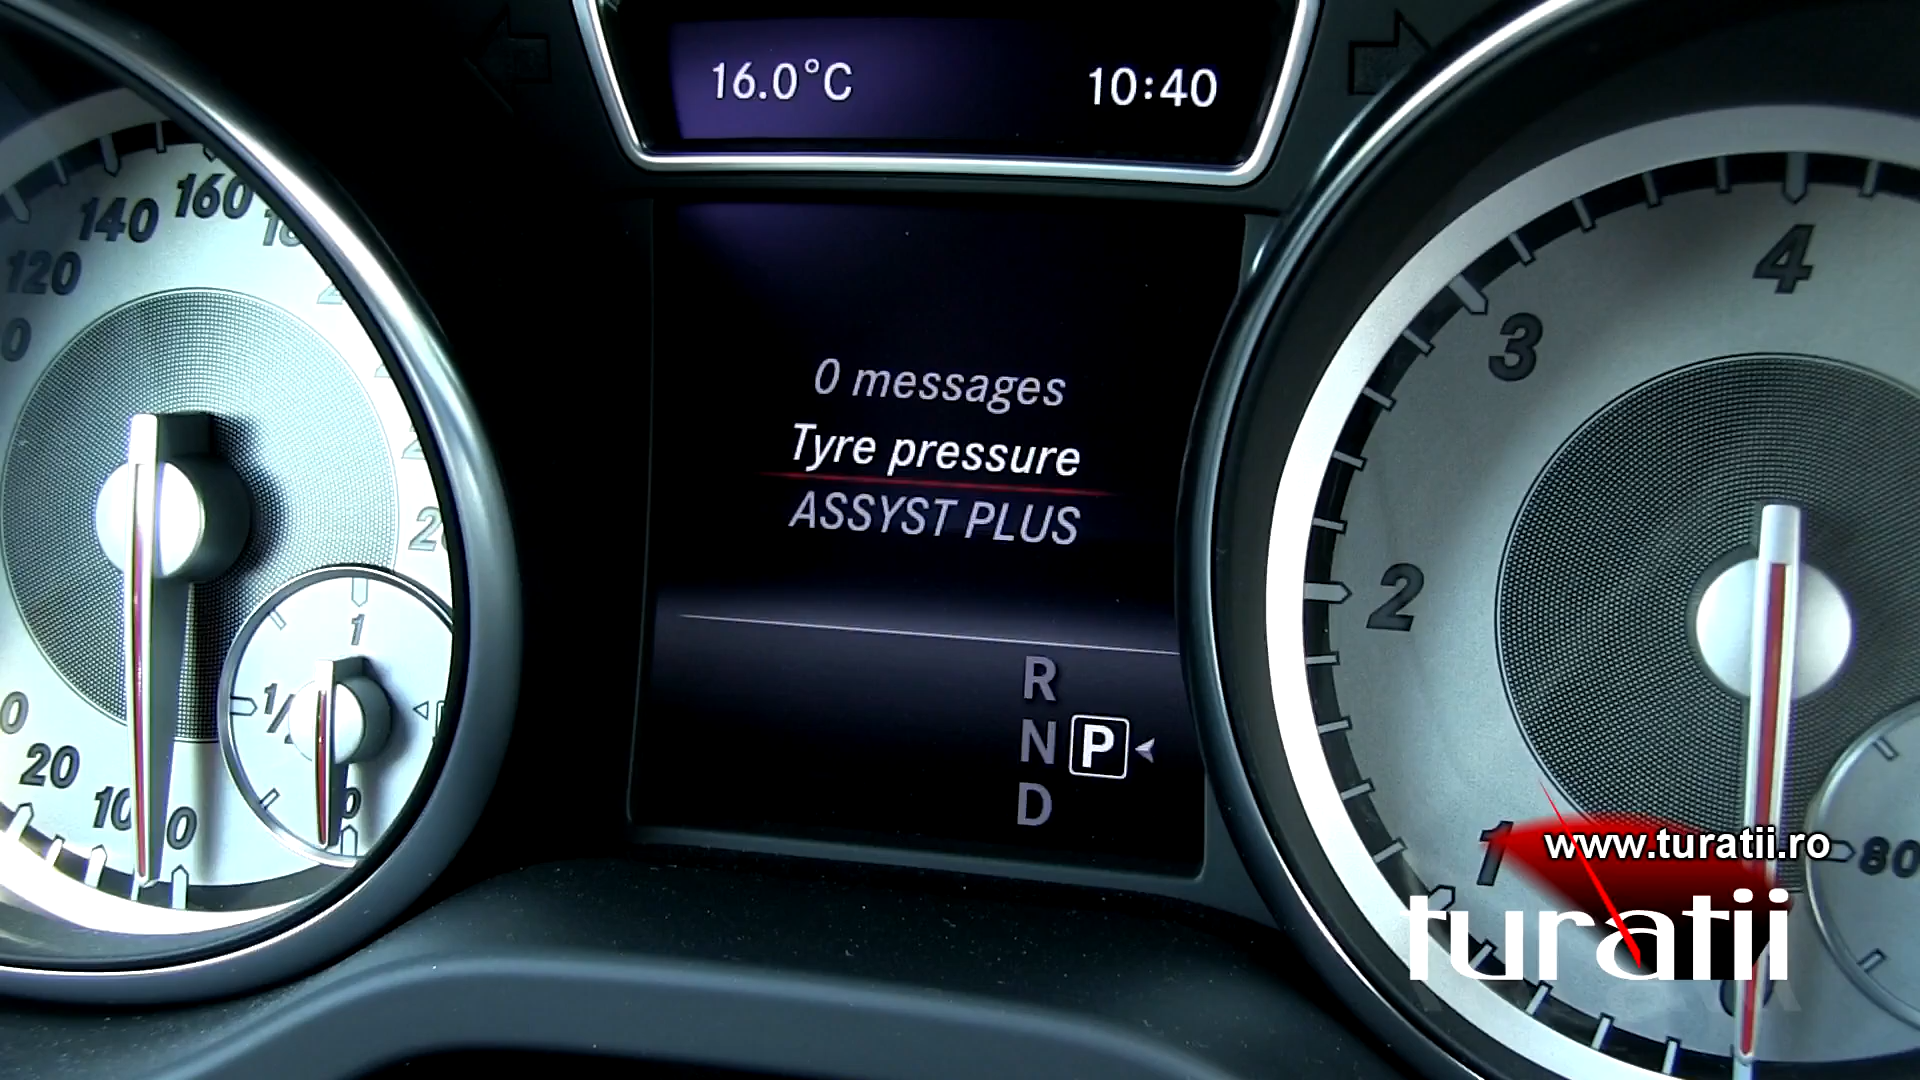 16.0°C 10:40
0 messages
Tyre pressure
ASSYST PLUS
R
N P
D
120
140
160
20
10
0
1
1/2
0
1
2
3
4
80
www.turatii.ro
turatii